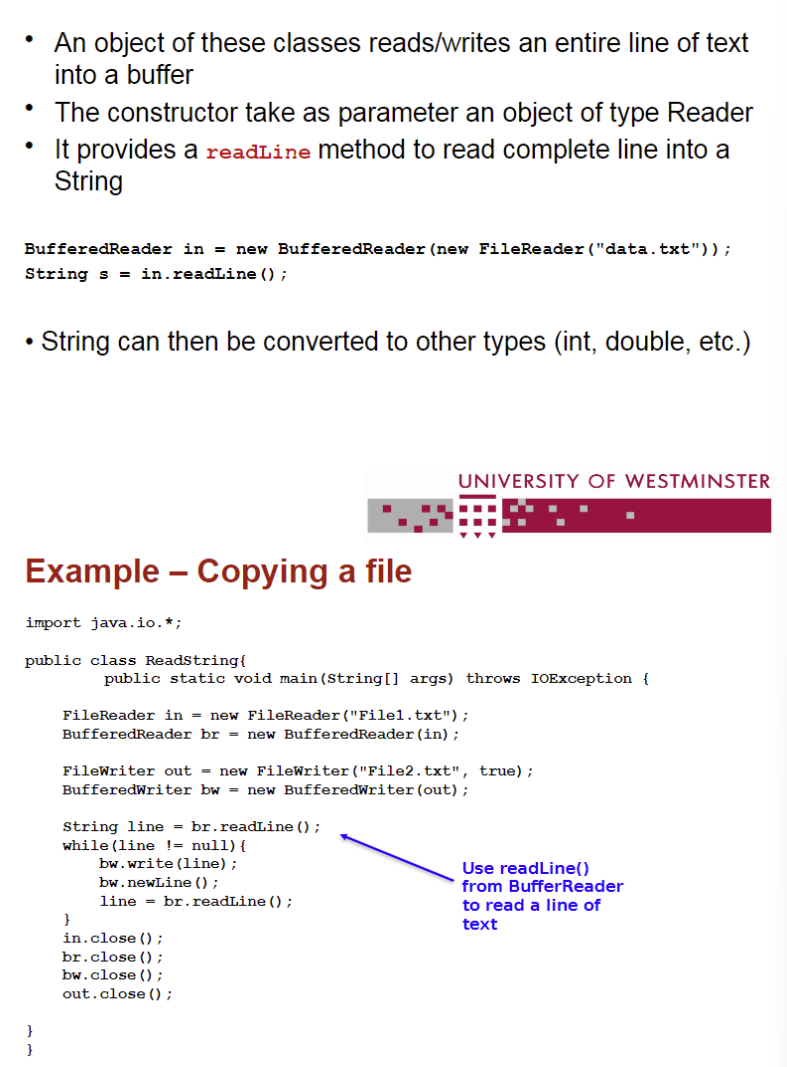 • An object of these classes reads/writes an entire line of text
into a buffer
• The constructor take as parameter an object of type Reader
• It provides a readLine method to read complete line into a
String
BufferedReader in = new BufferedReader(new FileReader("data.txt"));
String s = in.readLine();
• String can then be converted to other types (int, double, etc.)
UNIVERSITY OF WESTMINSTER
Example – Copying a file
import java.io.*;
public class ReadString{
public static void main(String[] args) throws IOException {
FileReader in = new FileReader("File1.txt");
BufferedReader br = new BufferedReader(in);
FileWriter out = new FileWriter("File2.txt", true);
BufferedWriter bw = new BufferedWriter(out);
String line = br.readLine();
while(line != null){
bw.write(line);
bw.newLine();
line = br.readLine();
}
in.close();
br.close();
bw.close();
out.close();
}
}
Use readLine()
from BufferReader
to read a line of
text